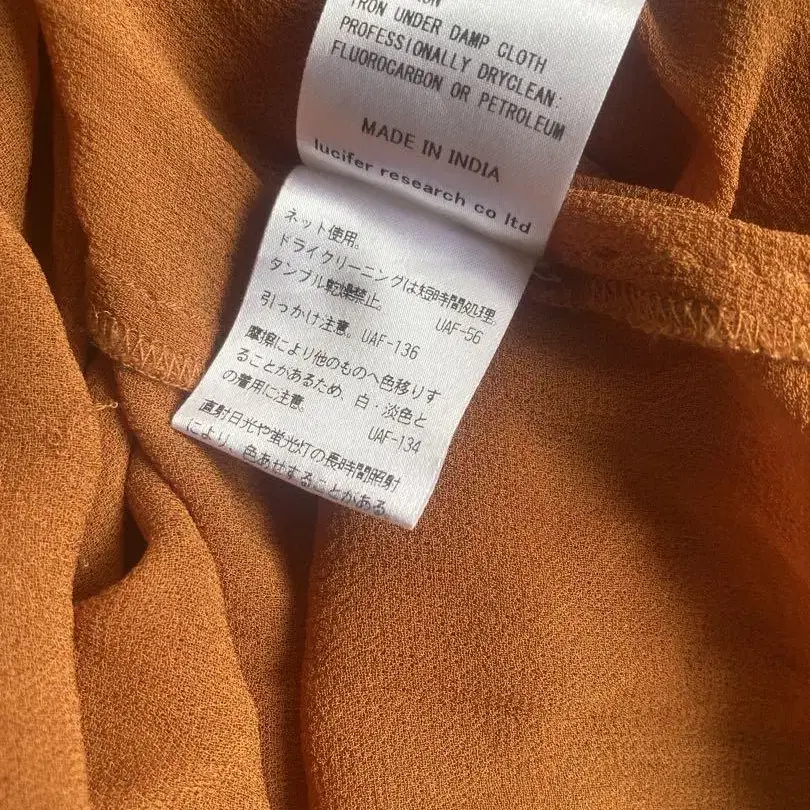 IRON UNDER DAMP CLOTH
PROFESSIONALLY DRYCLEAN:
FLUOROCARBON OR PETROLEUM
MADE IN INDIA
lucifer research co ltd
ネット使用。
ドライクリーニングは短時間処理。
タンブル乾燥禁止。 UAF-56
引っかけ注意。 UAF-136
摩擦により他のものへ色移りす
ることがあるため、白・淡色と
の着用に注意。 UAF-134
直射日光や蛍光灯の長時間照射
により、色あせすることがある